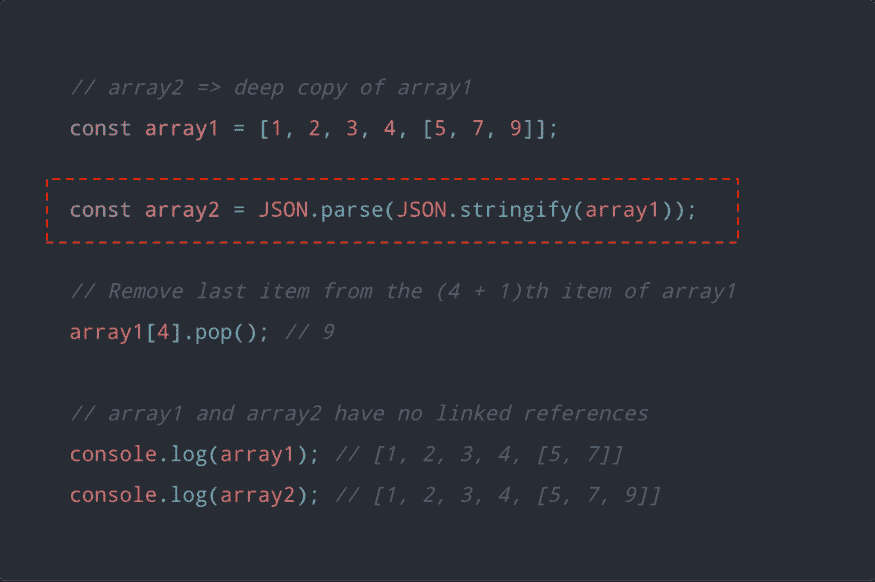 // array2 => deep copy of array1
const array1 = [1, 2, 3, 4, [5, 7, 9]];
const array2 = JSON.parse(JSON.stringify(array1));
// Remove last item from the (4 + 1)th item of array1
array1[4].pop(); // 9
// array1 and array2 have no linked references
console.log(array1); // [1, 2, 3, 4, [5, 7]]
console.log(array2); // [1, 2, 3, 4, [5, 7, 9]]